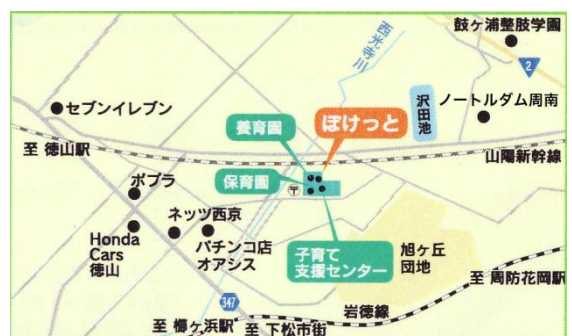 鼓ヶ浦整肢学園
西光寺川
2
沢田池
ノートルダム周南
セブンイレブン
養育園
ぽけっと
至 徳山駅
山陽新幹線
保育園
〒
ポプラ
ネッツ西京
Honda
Cars
徳山
パチンコ店
オアシス
子育て
支援センター
旭ヶ丘
団地
至 周防花岡駅
347
岩徳線
至 櫛ヶ浜駅
至 下松市街